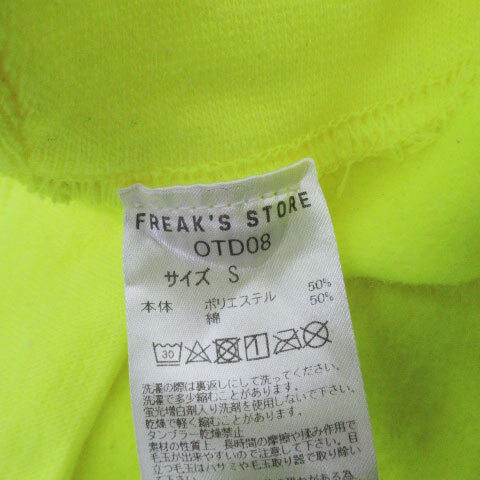 FREAK'S STORE
OTD08
サイズ S
本体 ポリエステル 50%
綿 50%
30
洗濯の際は裏返しにして洗ってください。
洗濯で多少縮むことがあります。
蛍光増白剤入り洗剤を使用しないで下さい。
乾燥で軽く縮むことがあります。
タンブラー乾燥禁止
素材の性質上、長時間の摩擦や揉み作用で
毛玉が出来やすいので注意して下さい。目
立つ毛玉はハサミや毛玉取り器で取り除い
て下さい。